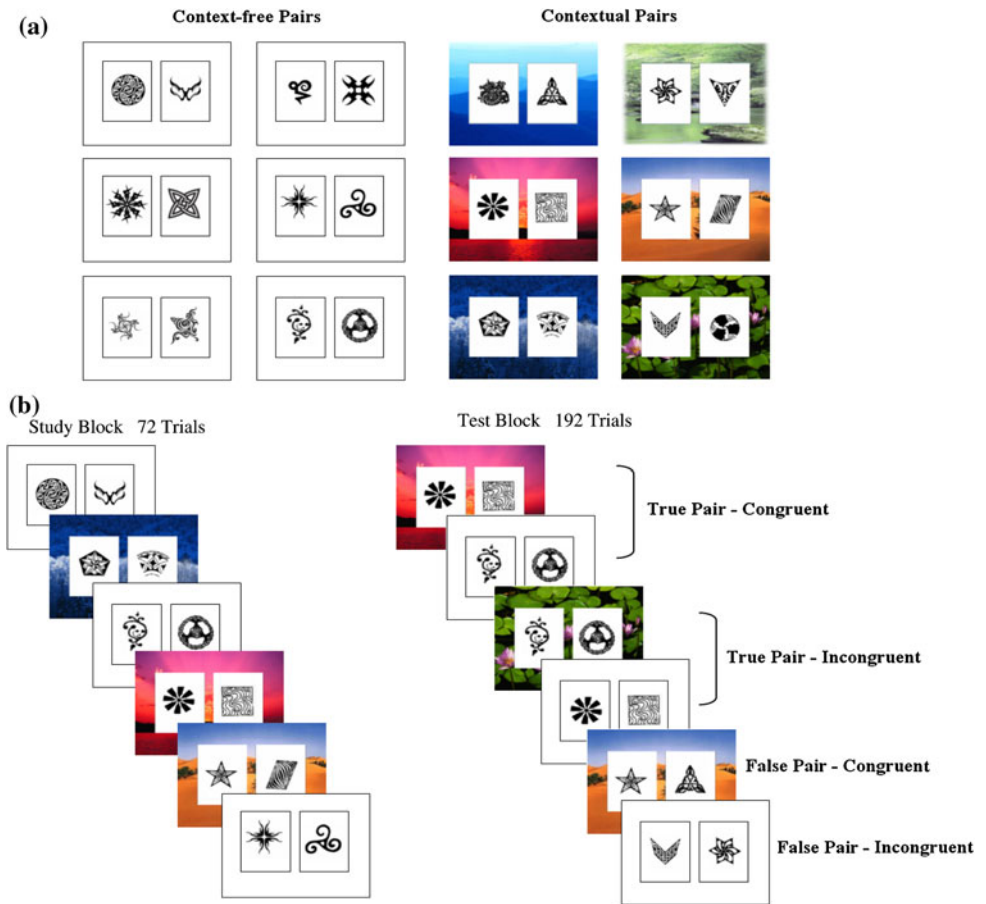 (a)
Context-free Pairs
Contextual Pairs
(b)
Study Block 72 Trials
Test Block 192 Trials
True Pair - Congruent
True Pair - Incongruent
False Pair - Congruent
False Pair - Incongruent